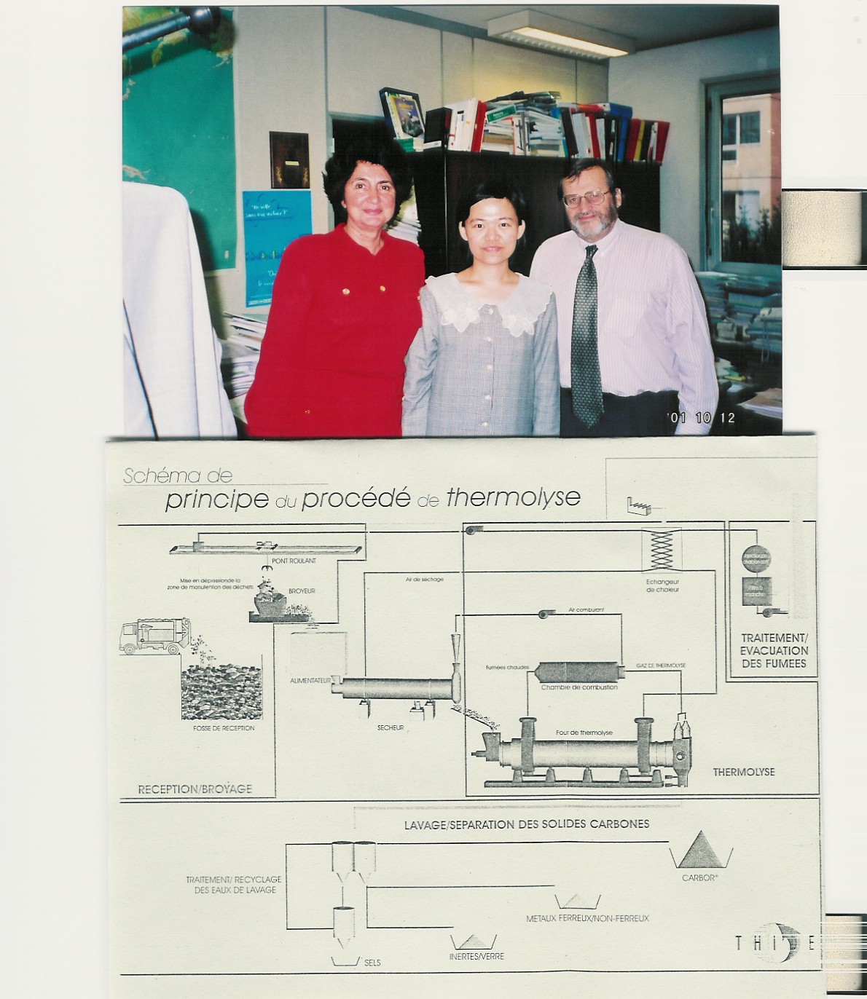 '01 10 12
Schéma de
principe du procédé de thermolyse
PONT ROULANT
Mise en dépression de la
zone de manutention des déchets
BROYEUR
Air de séchage
Echangeur
de chaleur
Air comburant
TRAITEMENT/
EVACUATION
DES FUMEES
ALIMENTATEUR
Fumées chaudes
GAZ DE THERMOLYSE
Chambre de combustion
FOSSE DE RECEPTION
SECHEUR
Four de thermolyse
THERMOLYSE
RECEPTION/BROYAGE
LAVAGE/SEPARATION DES SOLIDES CARBONES
TRAITEMENT/ RECYCLAGE
DES EAUX DE LAVAGE
CARBOR®
METAUX FERREUX/NON-FERREUX
INERTES/VERRE
SELS